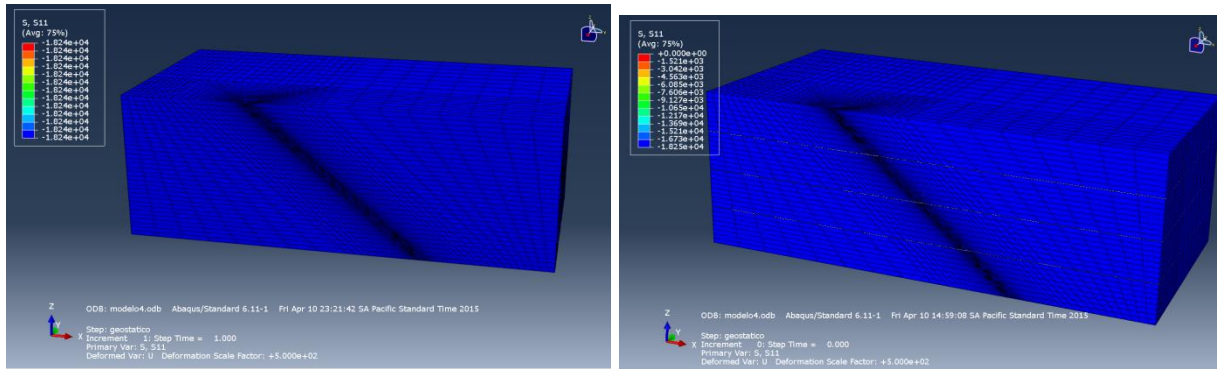 S, S11
(Avg: 75%)
-1.824e+04
-1.824e+04
-1.824e+04
-1.824e+04
-1.824e+04
-1.824e+04
-1.824e+04
-1.824e+04
-1.824e+04
-1.824e+04
-1.824e+04
-1.824e+04
-1.824e+04
Z
Y
X
ODB: modelo4.odb Abaqus/Standard 6.11-1 Fri Apr 10 23:21:42 SA Pacific Standard Time 2015
Step: geostatico
Increment 1: Step Time = 1.000
Primary Var: S, S11
Deformed Var: U Deformation Scale Factor: +5.000e+02
S, S11
(Avg: 75%)
+0.000e+00
-1.521e+03
-3.042e+03
-4.563e+03
-6.085e+03
-7.606e+03
-9.127e+03
-1.065e+04
-1.217e+04
-1.369e+04
-1.521e+04
-1.673e+04
-1.825e+04
Z
Y
X
ODB: modelo4.odb Abaqus/Standard 6.11-1 Fri Apr 10 14:59:08 SA Pacific Standard Time 2015
Step: geostatico
Increment 0: Step Time = 0.000
Primary Var: S, S11
Deformed Var: U Deformation Scale Factor: +5.000e+02